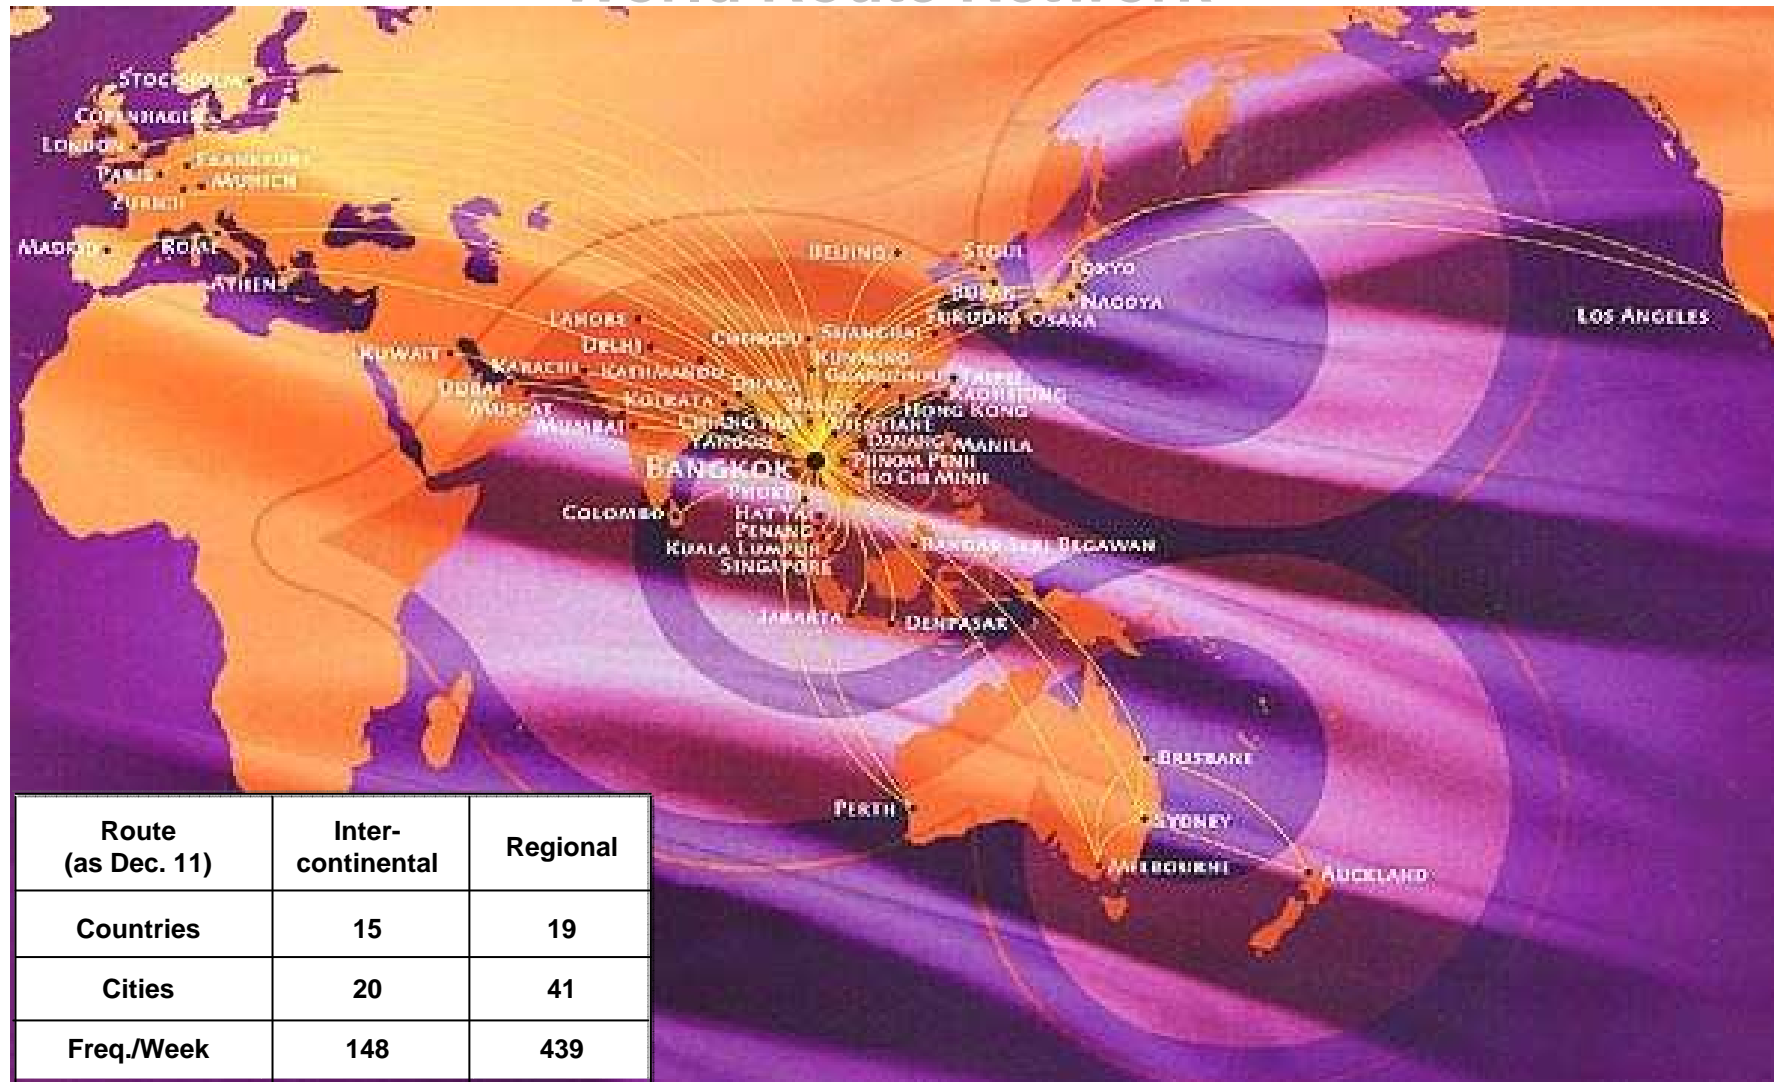 World Route Network
STOCKHOLM
COPENHAGEN
LONDON
FRANKFURT
PARIS
MUNICH
ZURICH
MADRID
ROME
ATHENS
BEIJING
SEOUL
TOKYO
BUSAN
NAGOYA
FUKUOKA
OSAKA
LOS ANGELES
LAHORE
CHENGDU
SHANGHAI
DELHI
KUNMING
KUWAIT
KARACHI
KATHMANDU
GUANGZHOU
TAIPEI
DUBAI
DHAKA
KAOHSIUNG
MUSCAT
KOLKATA
HANOI
HONG KONG
MUMBAI
CHIANG MAI
VIENTIANE
YANGON
DANANG
MANILA
BANGKOK
PHNOM PENH
HO CHI MINH
PHUKET
COLOMBO
HAT YAI
PENANG
KUALA LUMPUR
BANDAR SERI BEGAWAN
SINGAPORE
JAKARTA
DENPASAR
BRISBANE
PERTH
SYDNEY
MELBOURNE
AUCKLAND
Route
(as Dec. 11)
Inter-
continental
Regional
Countries 15 19
Cities 20 41
Freq./Week 148 439